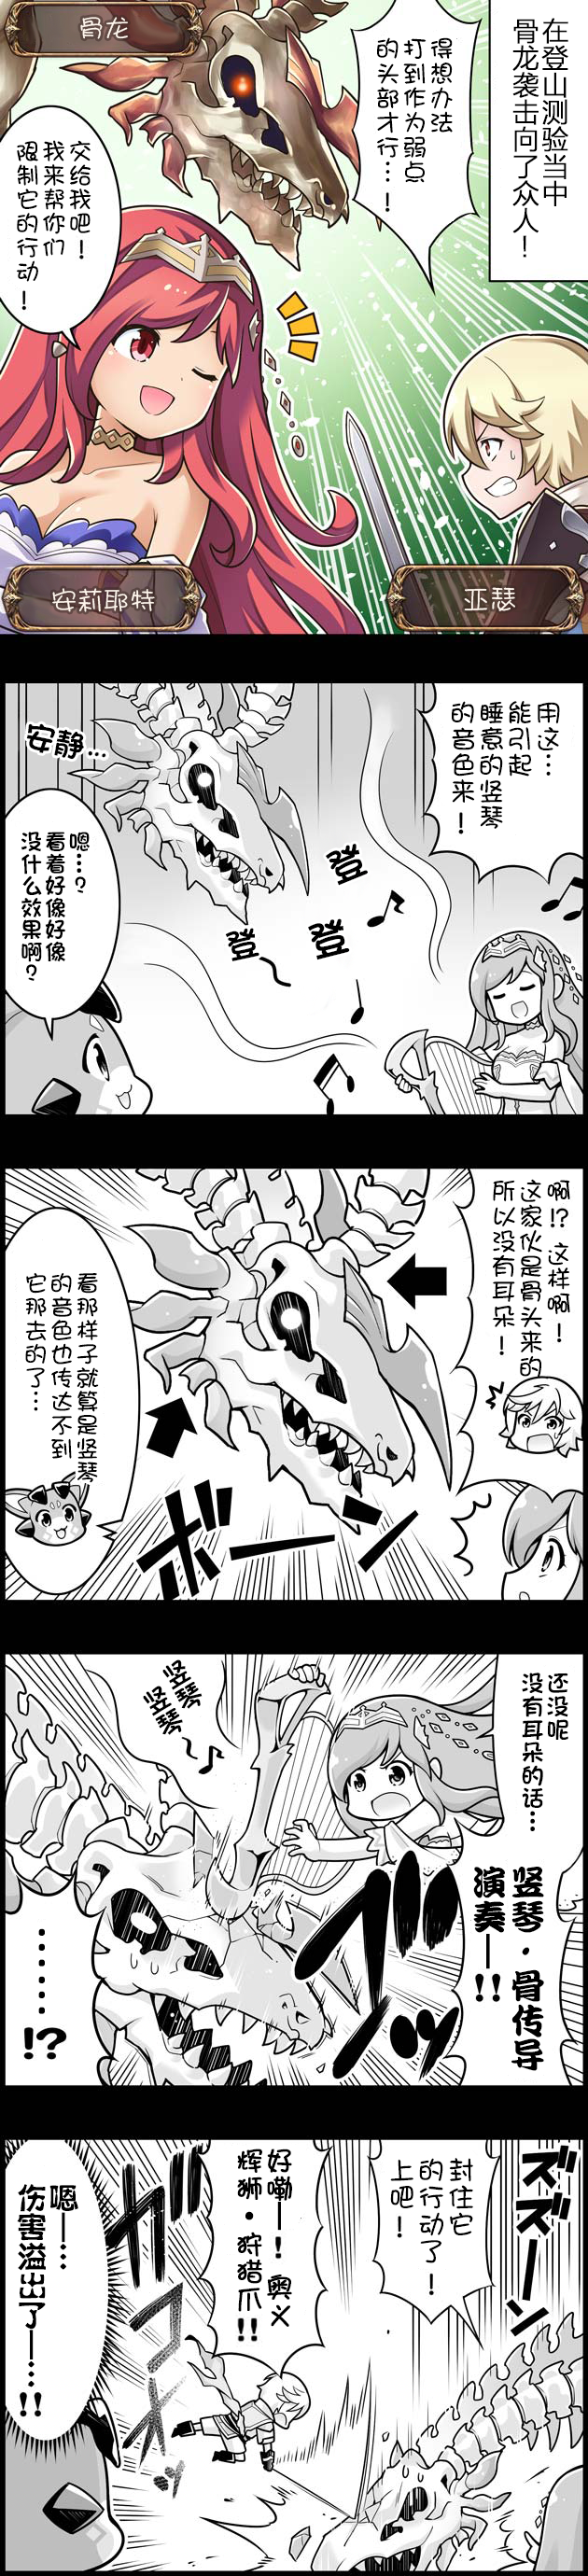 在登山测验当中
骨龙袭击向了众人！
得想办法
打到作为弱点
的头部才行…！
骨龙
交给我吧！
我来帮你们
限制它的行动！
安莉耶特
亚瑟
用这…
能引起
睡意的竖琴
的音色来！
安静…
登
登
登
嗯…？
看着好像好像
没什么效果啊？
啊!? 这样啊！
这家伙是骨头来的
所以没有耳朵！
看那样子就算是竖琴
的音色也传达不到
它那去的了…
ボーン
还没呢
没有耳朵的话…
竖琴·骨传导
演奏—!!
竖琴
竖琴
………!?
ズズーン
封住它
的行动了！
上吧！
好嘞—！奥义
辉狮·狩猎爪!!
嗯—…
伤害溢出了—…!!